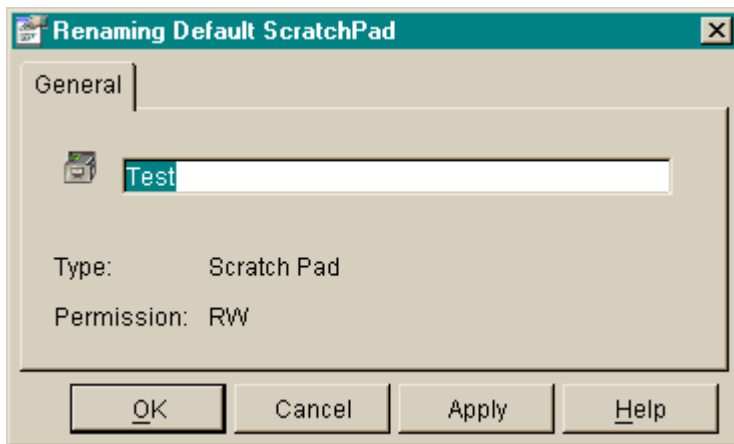 Renaming Default ScratchPad
General
Test
Type: Scratch Pad
Permission: RW
OK Cancel Apply Help